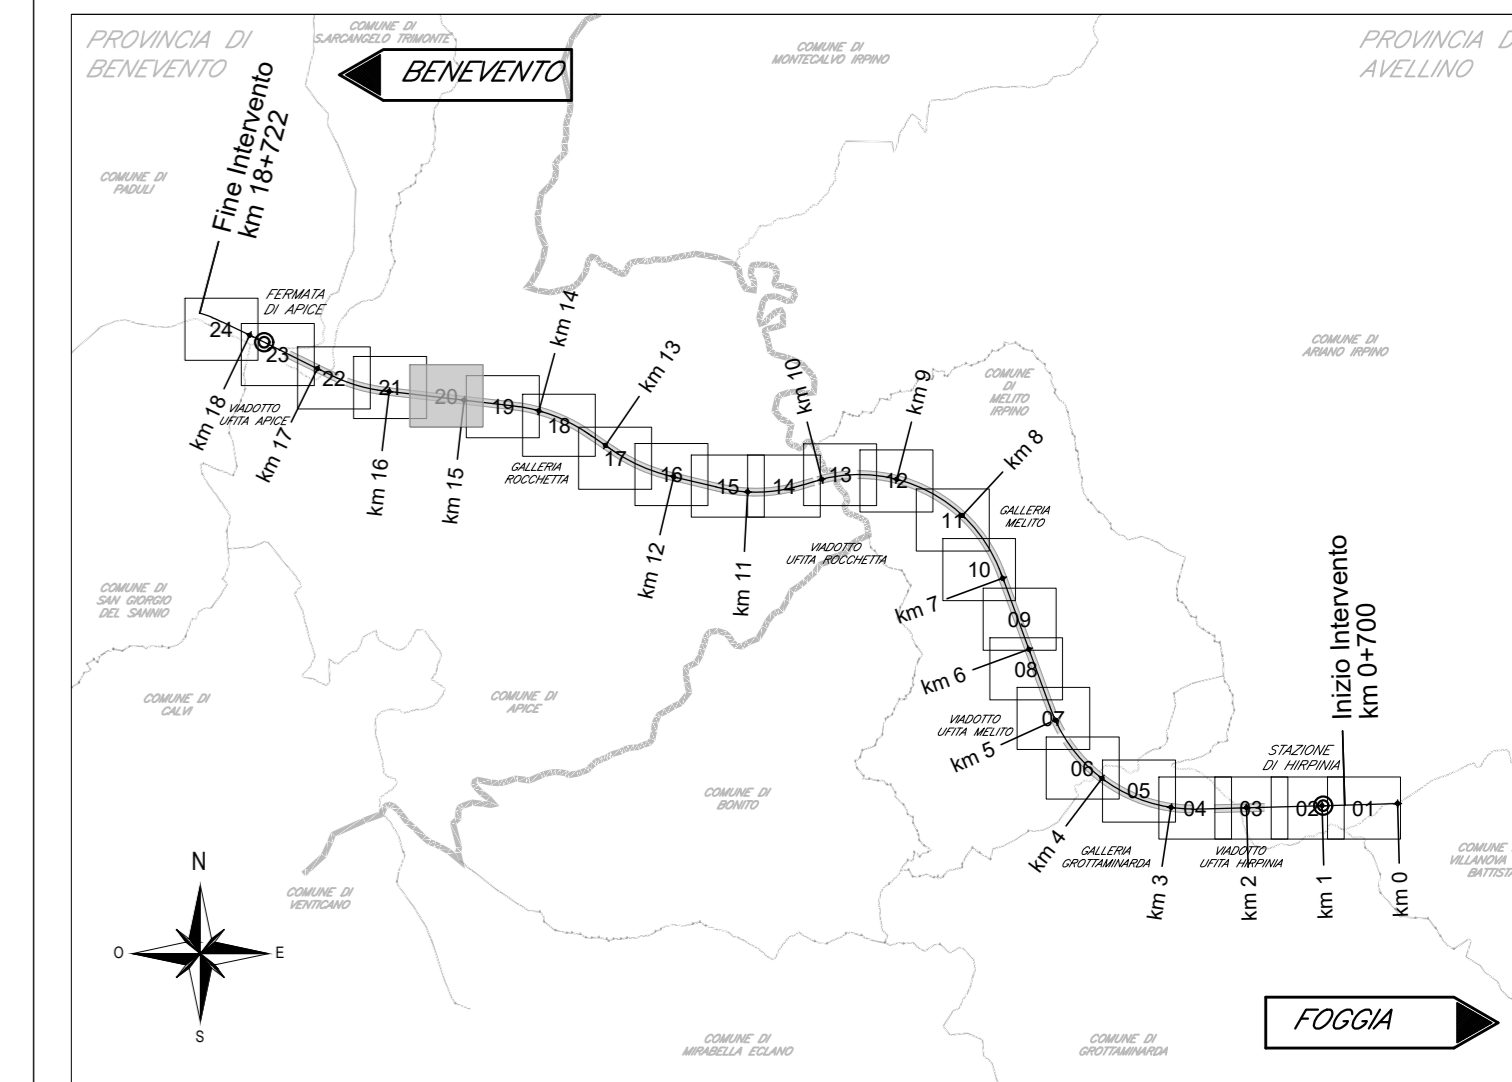 PROVINCIA DI
BENEVENTO
COMUNE DI
S.ARCANGELO TRIMONTE
BENEVENTO
COMUNE DI
MONTECALVO IRPINO
PROVINCIA D
AVELLINO
COMUNE DI
PADULI
Fine Intervento
km 18+722
FERMATA
DI APICE
24
23
22
21
20
19
18
17
16
15
14
13
12
11
10
09
08
07
06
05
04
03
02
01
km 18
km 17
km 16
km 15
km 14
km 13
km 12
km 11
km 10
km 9
km 8
km 7
km 6
km 5
km 4
km 3
km 2
km 1
km 0
VIADOTTO
UFITA APICE
GALLERIA
ROCCHETTA
VIADOTTO
UFITA ROCCHETTA
COMUNE
DI
MELITO
IRPINO
COMUNE DI
ARIANO IRPINO
GALLERIA
MELITO
VIADOTTO
UFITA MELITO
Inizio Intervento
km 0+700
STAZIONE
DI HIRPINIA
GALLERIA
GROTTAMINARDA
VIADOTTO
UFITA HIRPINIA
COMUNE DI
SAN GIORGIO
DEL SANNIO
COMUNE DI
CALVI
COMUNE DI
APICE
COMUNE DI
BONITO
COMUNE DI
VENTICANO
COMUNE
VILLANOVA
BATTIST
COMUNE DI
MIRABELLA ECLANO
COMUNE DI
GROTTAMINARDA
N
O
E
S
FOGGIA